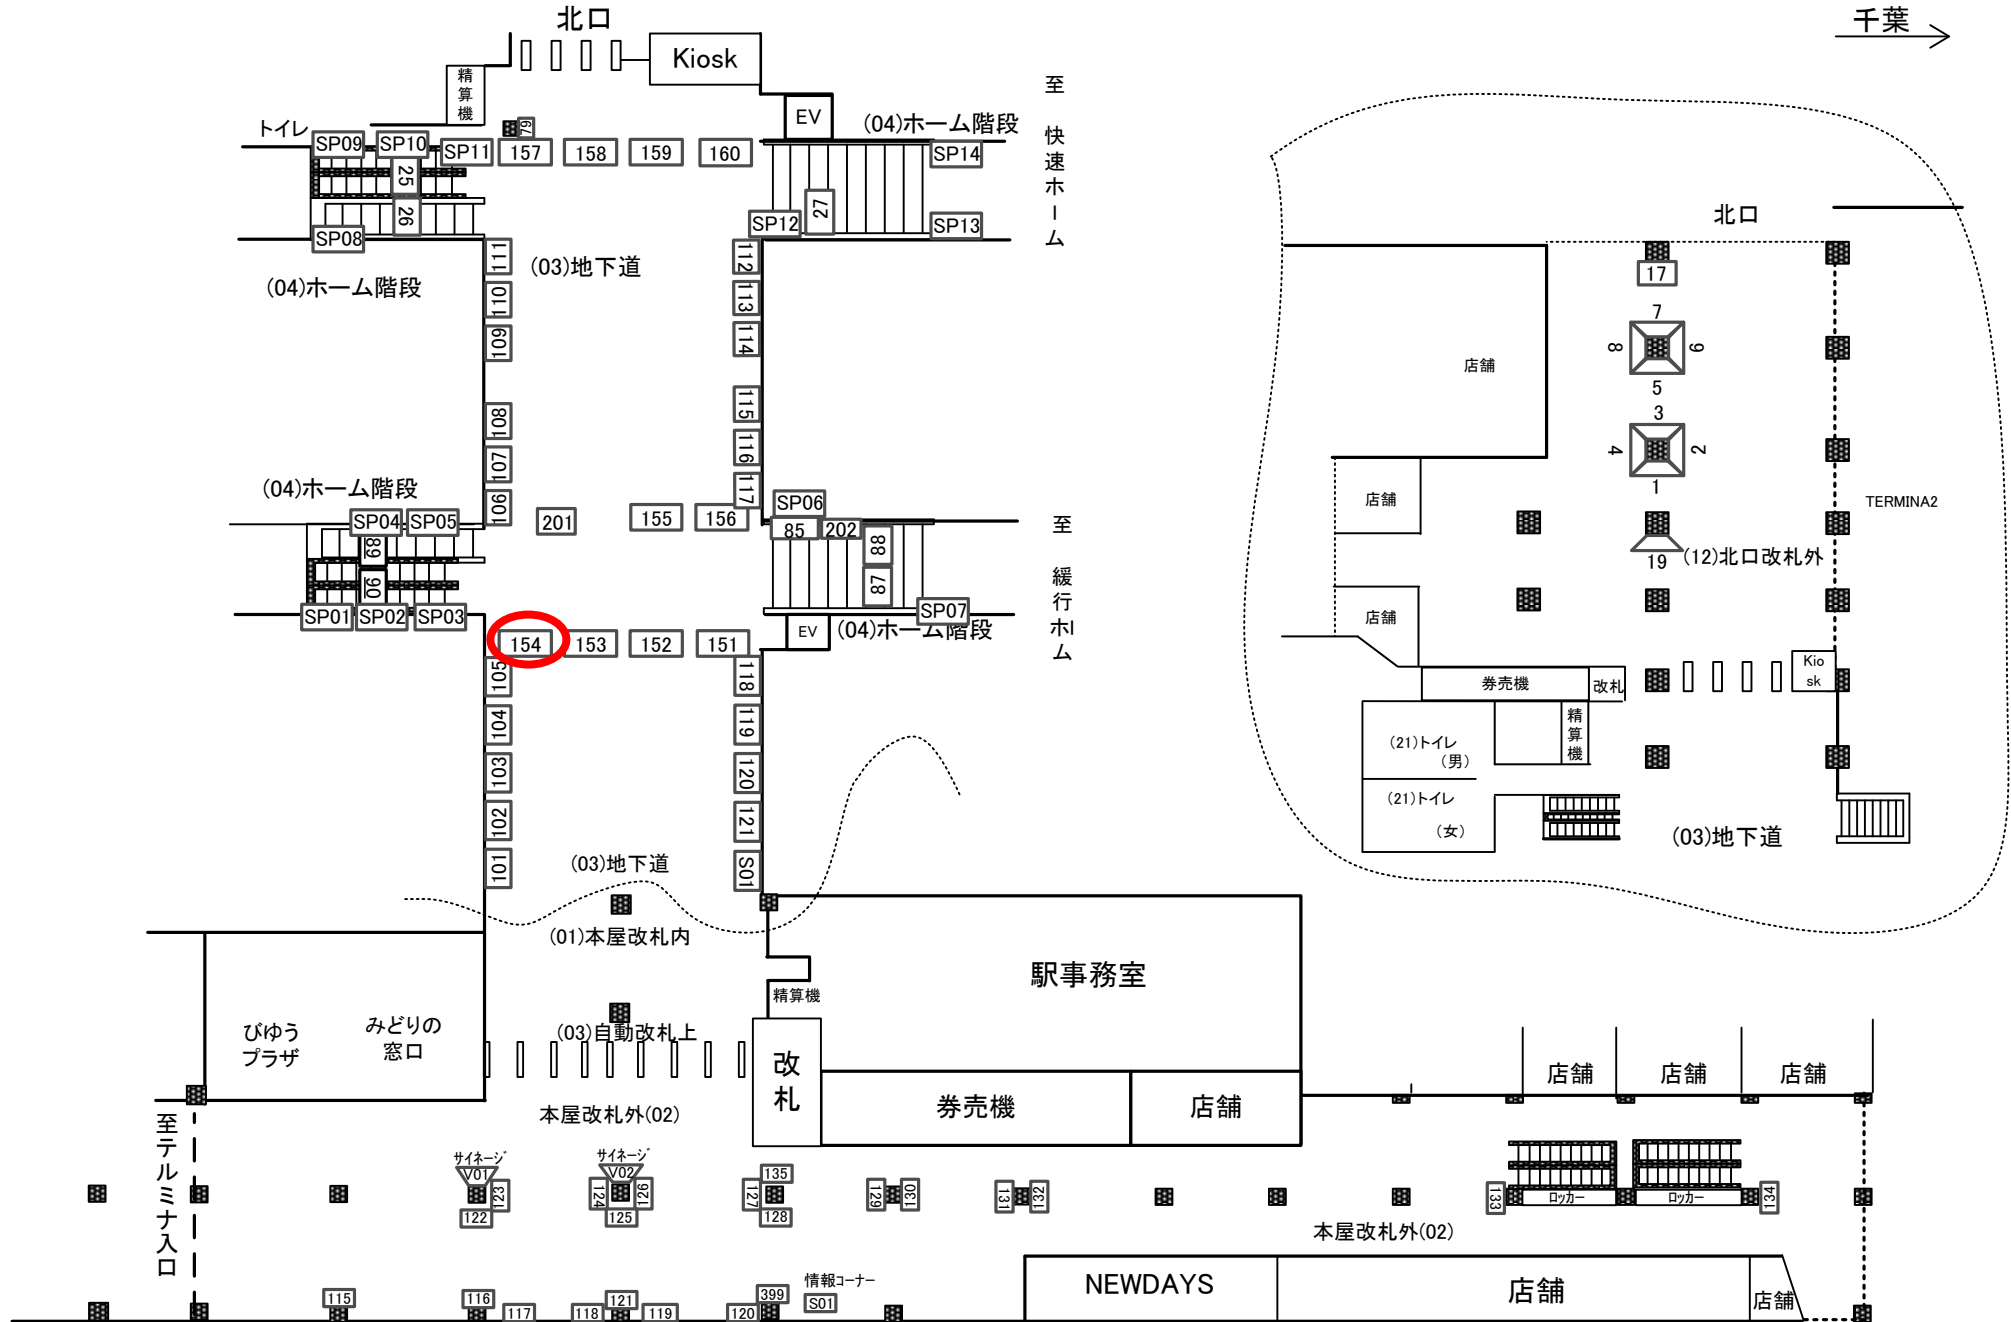 北口
千葉
Kiosk
精算機
EV
(04)ホーム階段
至 快速ホーム
トイレ
79
SP09
SP10
SP11
157
158
159
160
SP14
25
26
27
SP12
SP13
SP08
111
(03)地下道
112
(04)ホーム階段
110
113
109
114
108
115
107
116
(04)ホーム階段
106
117
SP04
SP05
201
155
156
SP06
85
202
88
87
89
90
至 緩行ホーム
SP01
SP02
SP03
SP07
154
153
152
151
EV
(04)ホーム階段
105
118
104
119
103
120
102
121
101
S01
(03)地下道
(01)本屋改札内
精算機
駅事務室
びゆう
プラザ
みどりの
窓口
(03)自動改札上
改札
券売機
店舗
店舗
店舗
店舗
本屋改札外(02)
至テルミナ入口
サイネージ
V01
サイネージ
V02
123
122
124
126
125
135
127
128
129
130
131
132
133
ロッカー
ロッカー
134
本屋改札外(02)
115
116
117
118
121
119
120
399
情報コーナー
S01
NEWDAYS
店舗
店舗
北口
17
7
8
6
5
3
4
2
1
店舗
店舗
TERMINA2
19
(12)北口改札外
店舗
Kio
sk
券売機
改札
精算機
(21)トイレ
(男)
(21)トイレ
(女)
(03)地下道